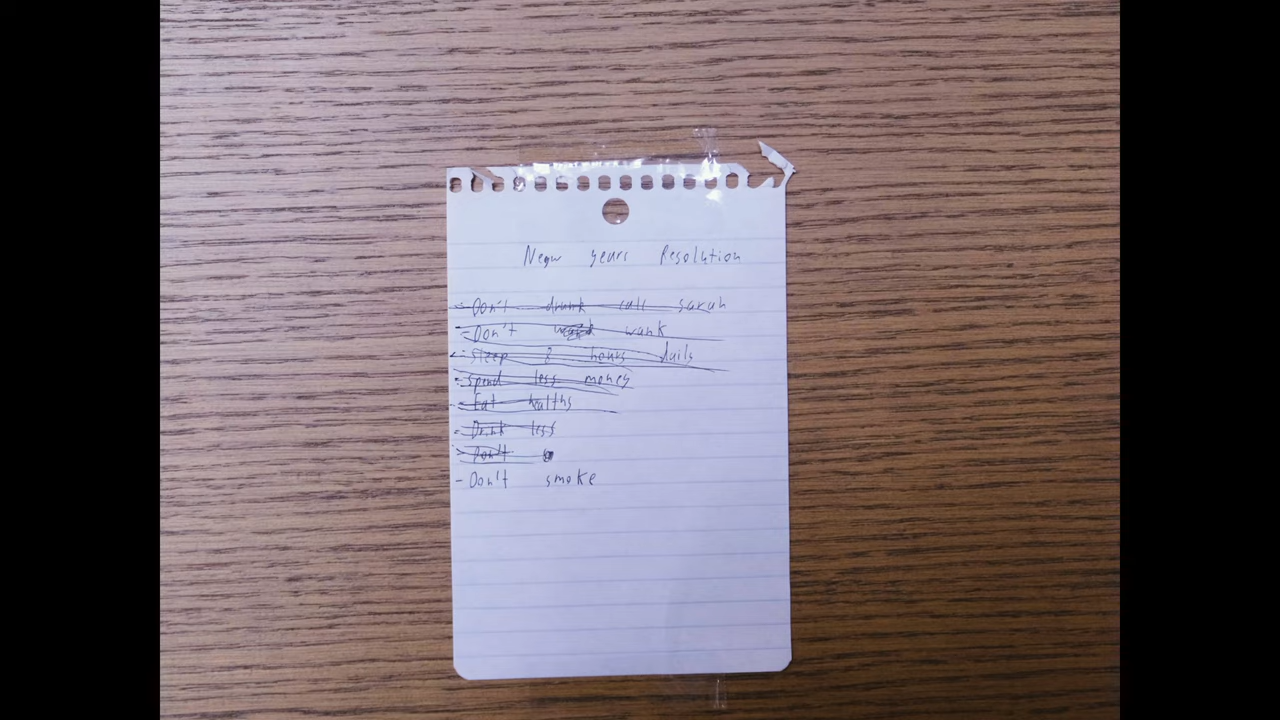 New years Resolution
- Don't drunk call sarah
- Don't wank
- Sleep 8 hours daily
- Spend less money
- Eat healthy
- Drink less
- Don't
- Don't smoke